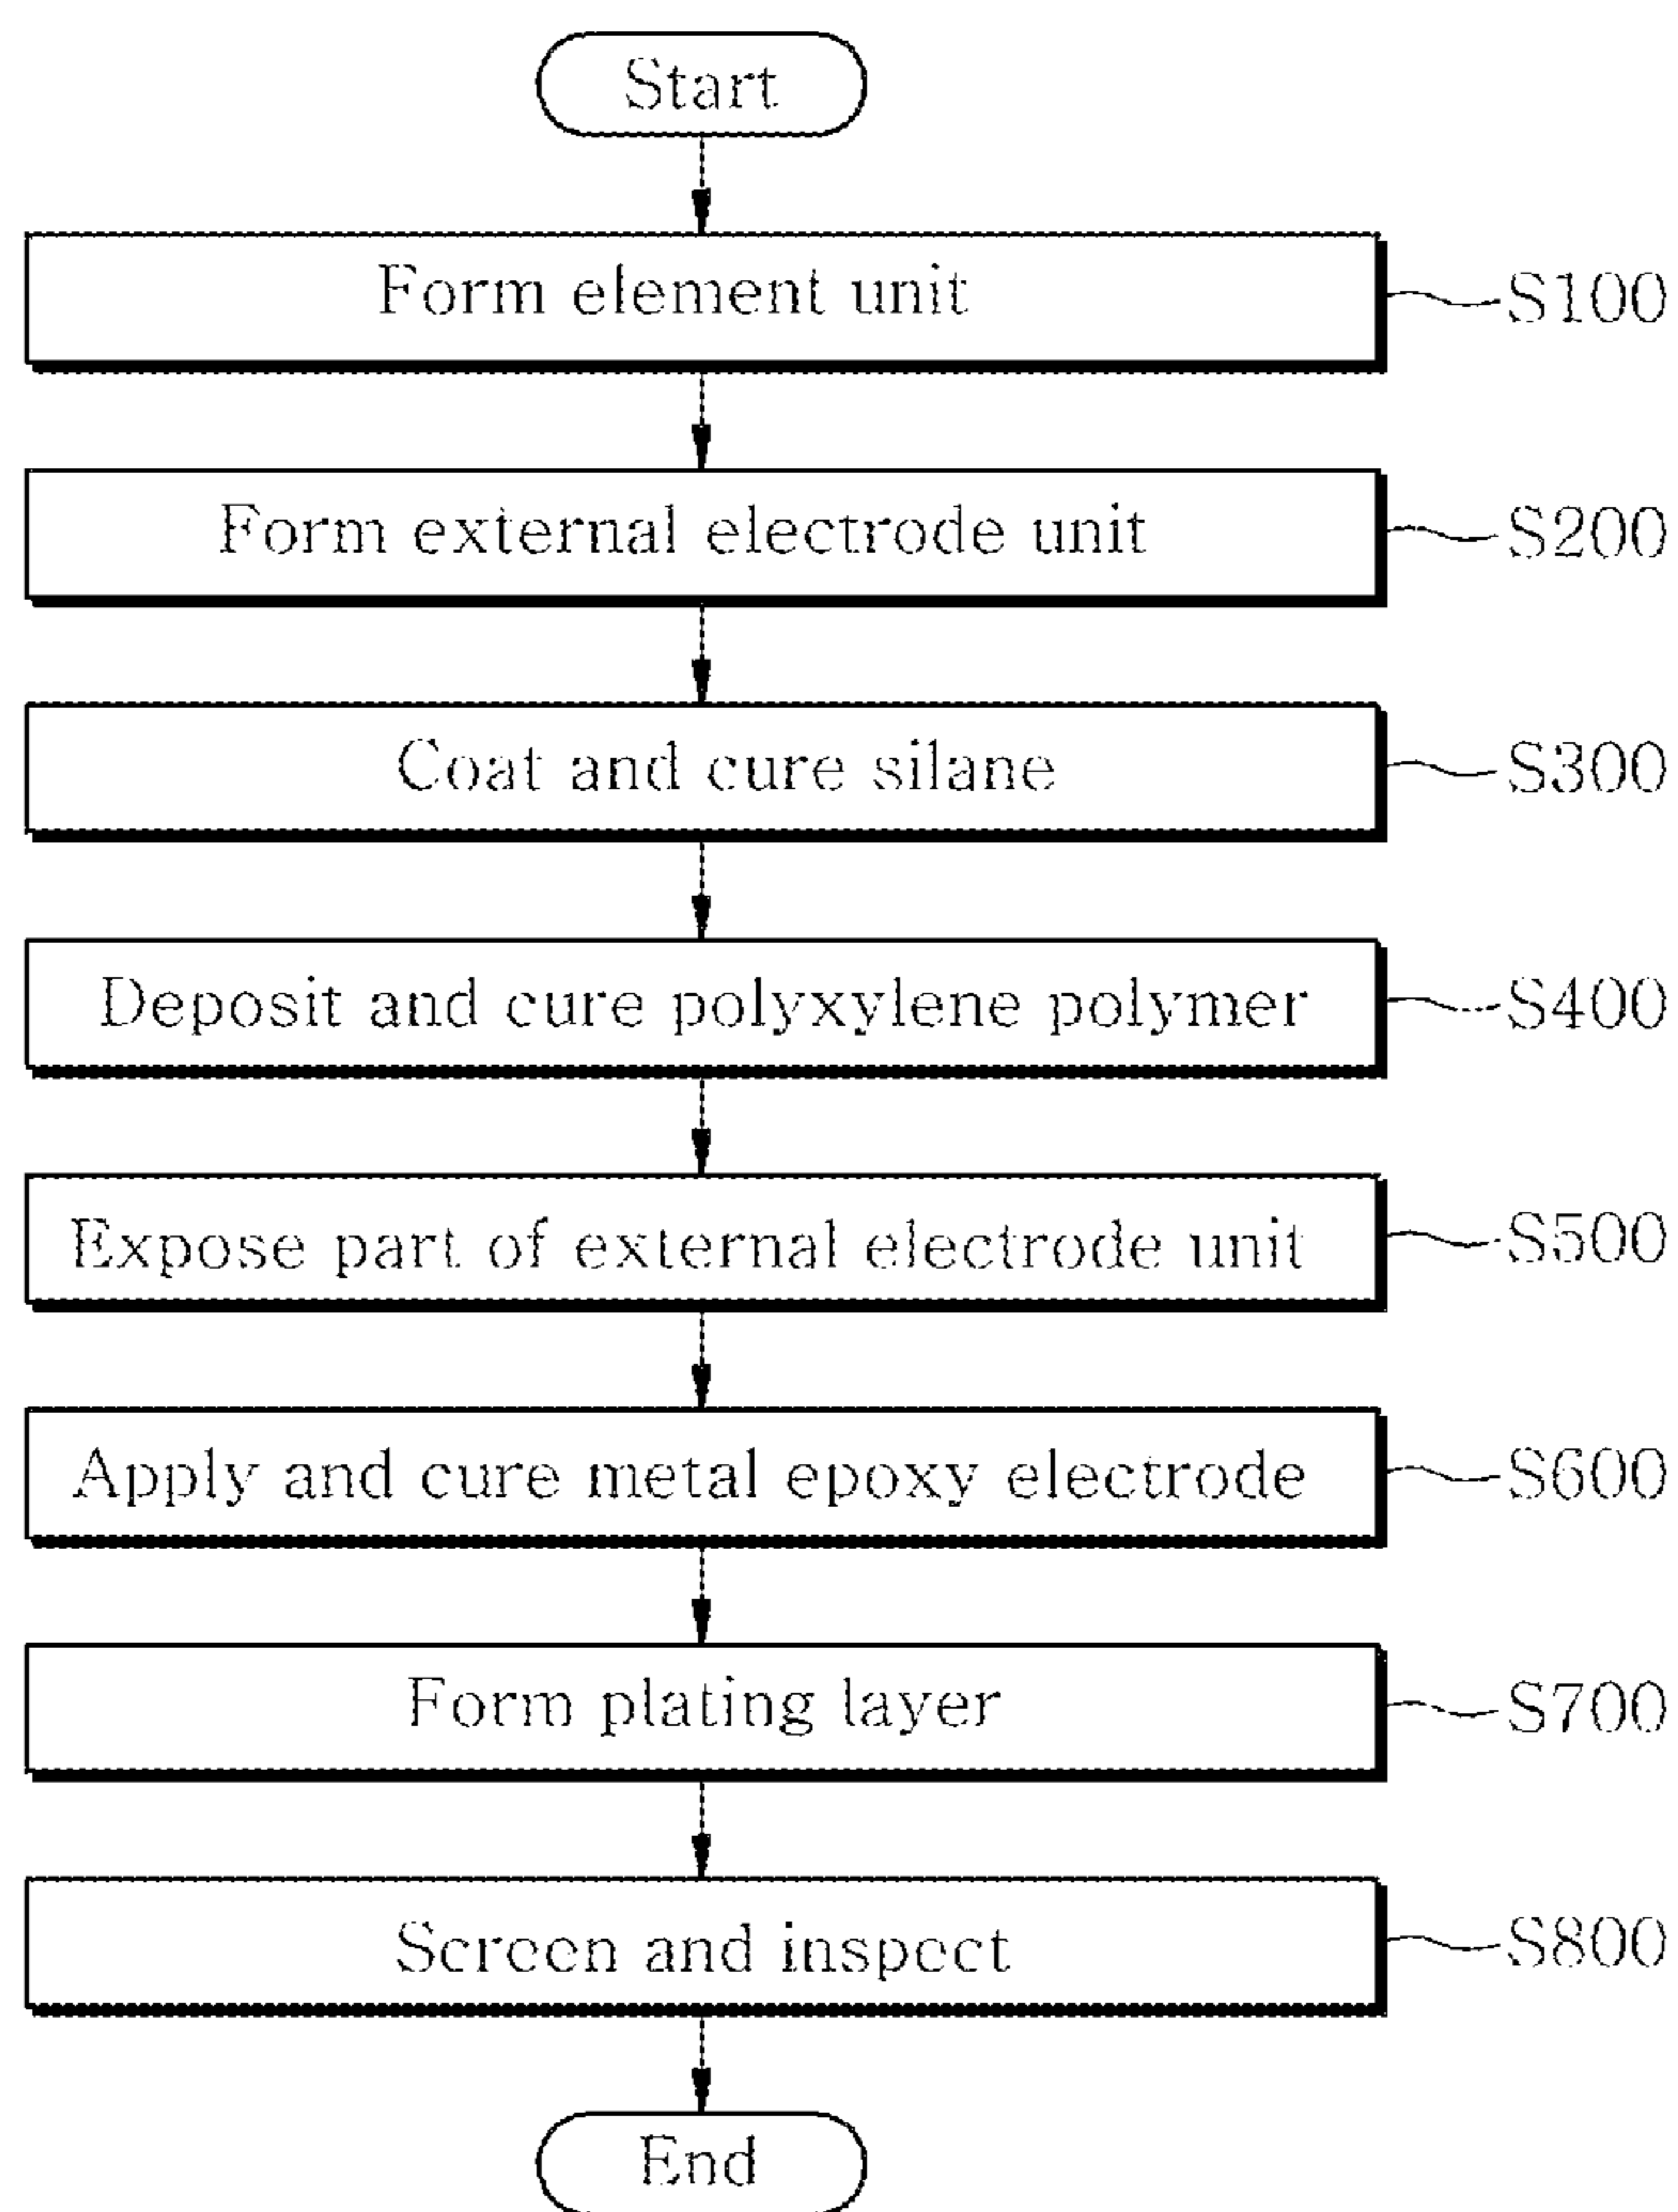 Start
Form element unit
S100
Form external electrode unit
S200
Coat and cure silane
S300
Deposit and cure polyxylene polymer
S400
Expose part of external electrode unit
S500
Apply and cure metal epoxy electrode
S600
Form plating layer
S700
Screen and inspect
S800
End